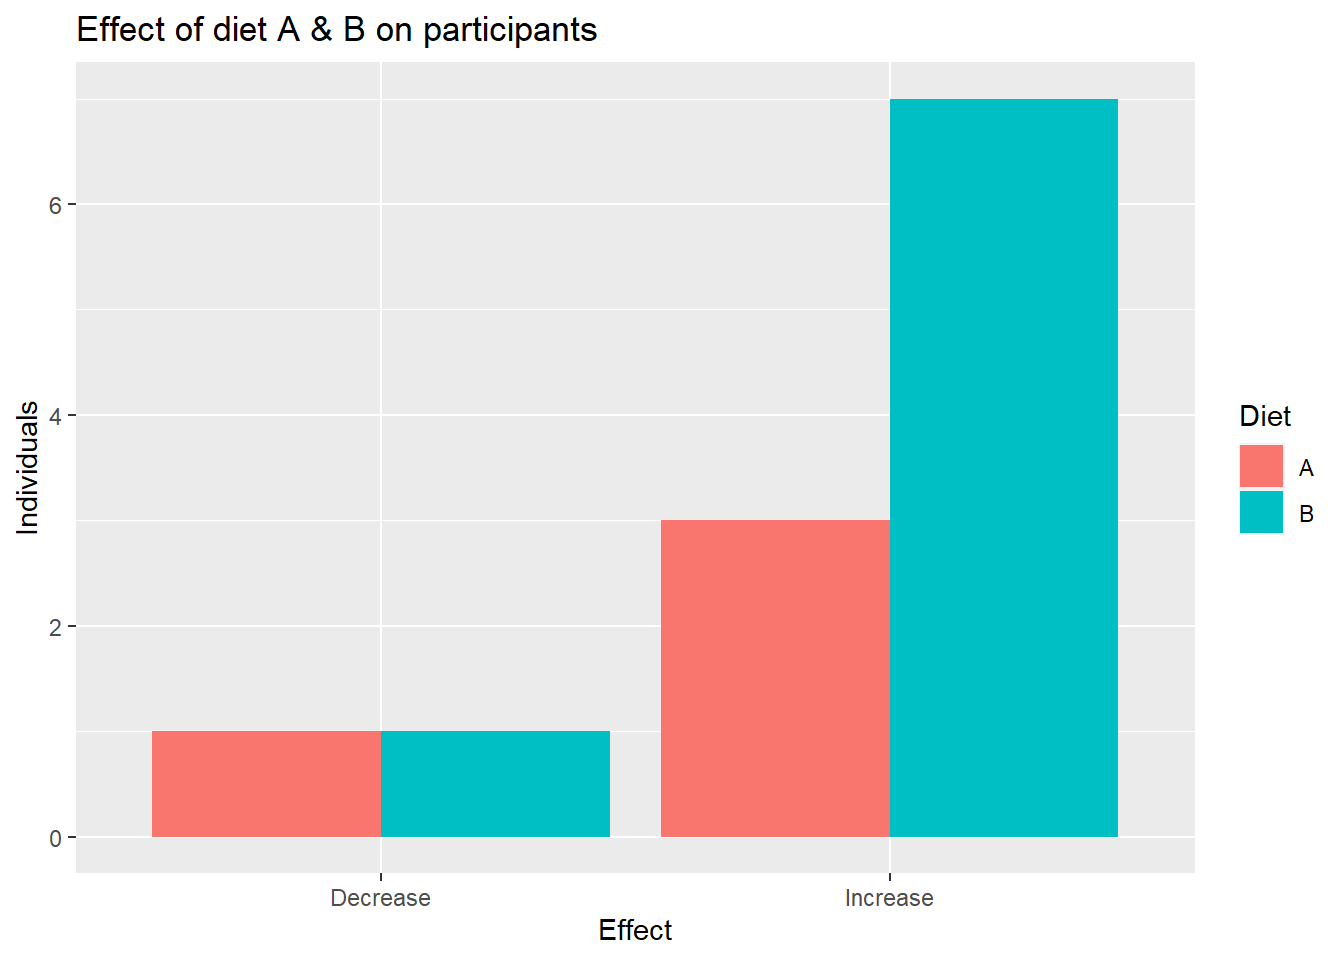 Effect of diet A & B on participants
6
4
2
0
Individuals
Decrease
Increase
Effect
Diet
A
B